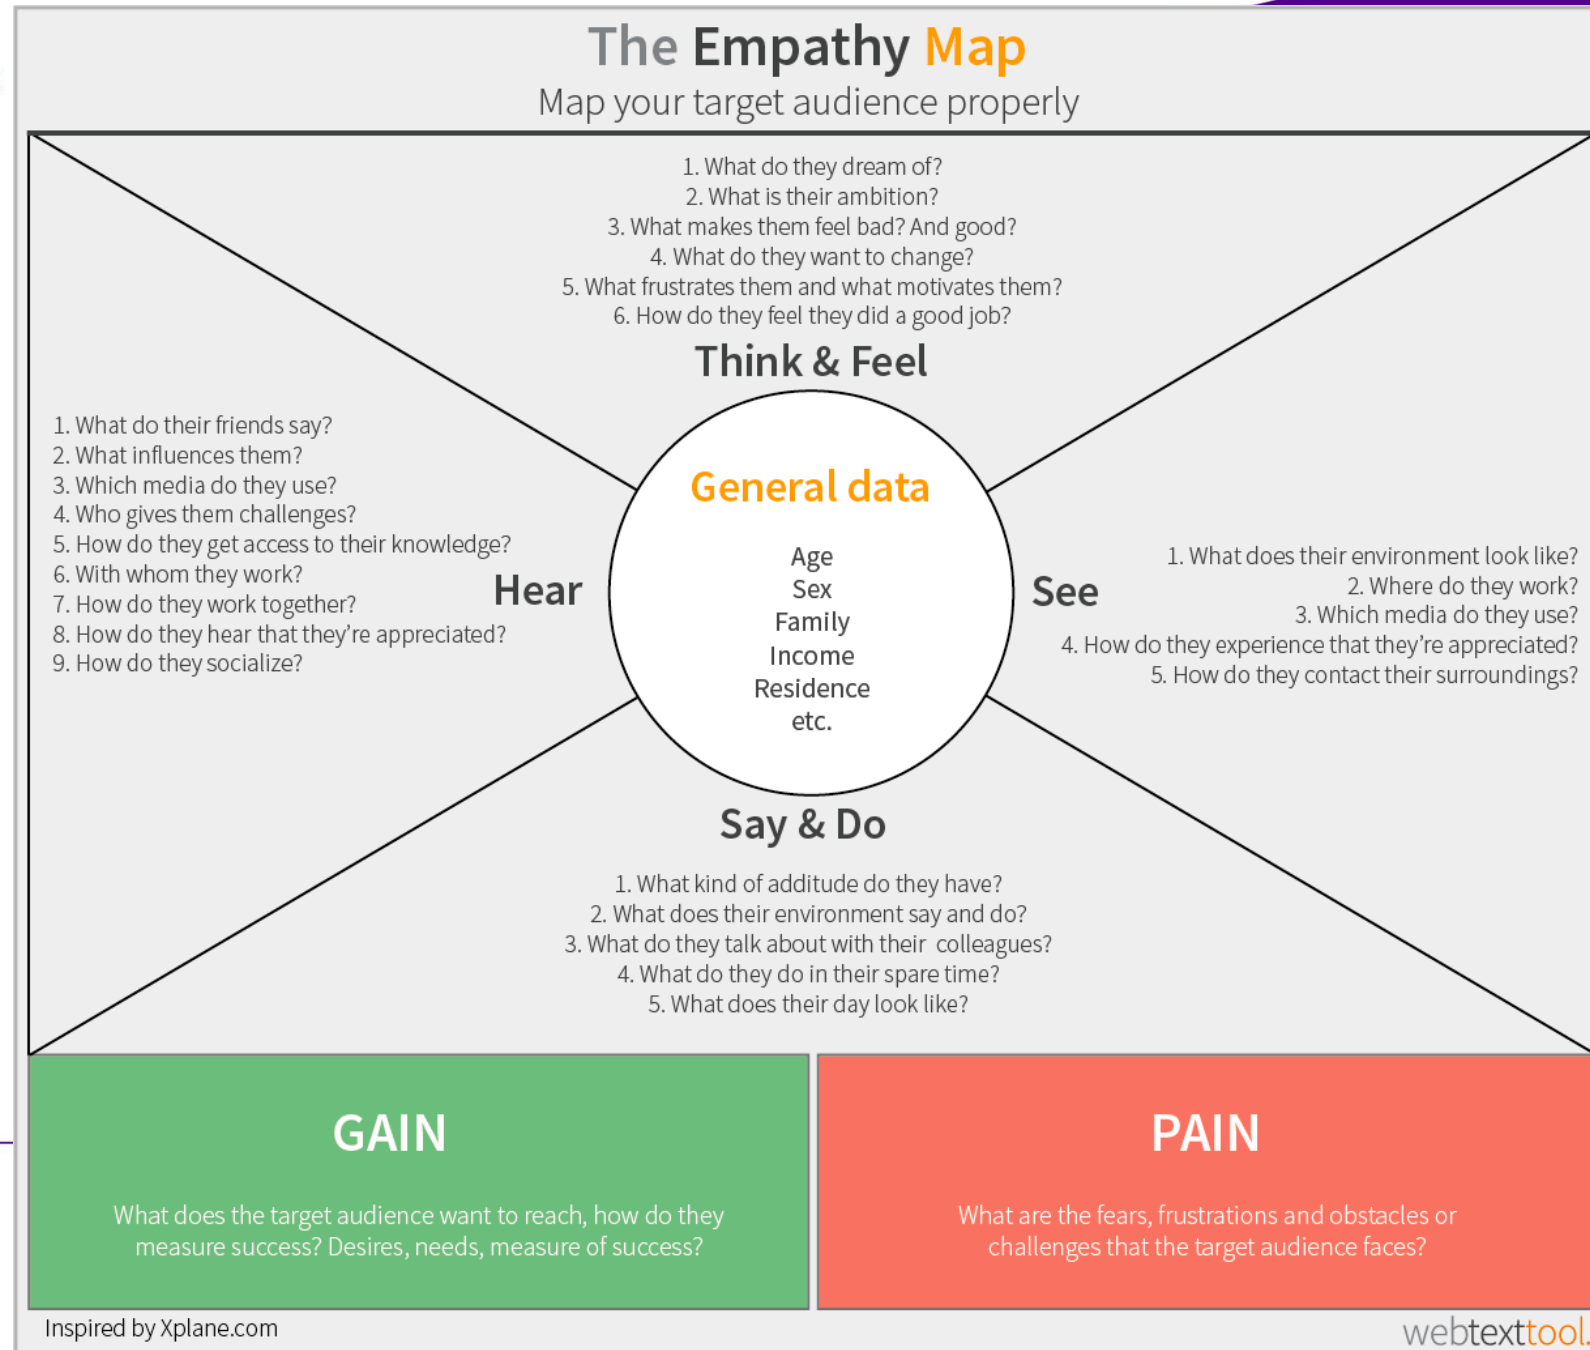 The Empathy Map
Map your target audience properly
1. What do they dream of?
2. What is their ambition?
3. What makes them feel bad? And good?
4. What do they want to change?
5. What frustrates them and what motivates them?
6. How do they feel they did a good job?
Think & Feel
1. What do their friends say?
2. What influences them?
3. Which media do they use?
4. Who gives them challenges?
5. How do they get access to their knowledge?
6. With whom they work?
7. How do they work together?
8. How do they hear that they're appreciated?
9. How do they socialize?
Hear
General data
Age
Sex
Family
Income
Residence
etc.
See
1. What does their environment look like?
2. Where do they work?
3. Which media do they use?
4. How do they experience that they're appreciated?
5. How do they contact their surroundings?
Say & Do
1. What kind of additude do they have?
2. What does their environment say and do?
3. What do they talk about with their colleagues?
4. What do they do in their spare time?
5. What does their day look like?
GAIN
What does the target audience want to reach, how do they
measure success? Desires, needs, measure of success?
PAIN
What are the fears, frustrations and obstacles or
challenges that the target audience faces?
Inspired by Xplane.com
webtexttool.